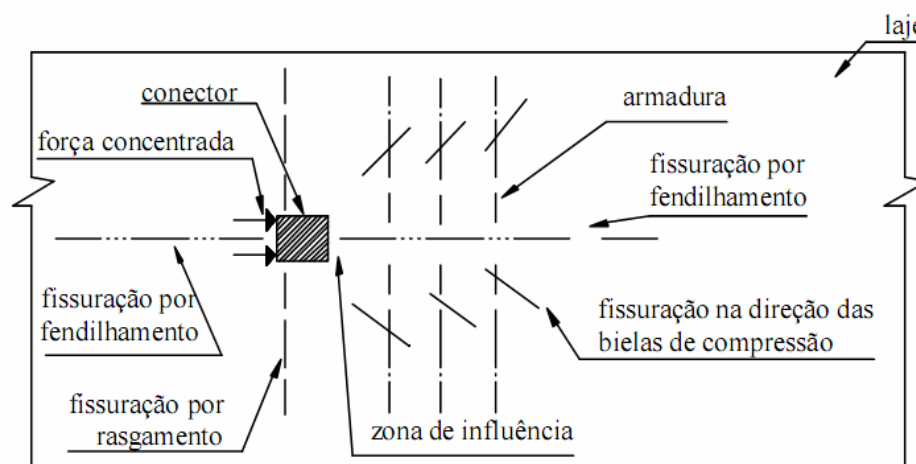 laje
conector
armadura
força concentrada
fissuração por
fendilhamento
fissuração por
fendilhamento
fissuração na direção das
bielas de compressão
fissuração por
rasgamento
zona de influência